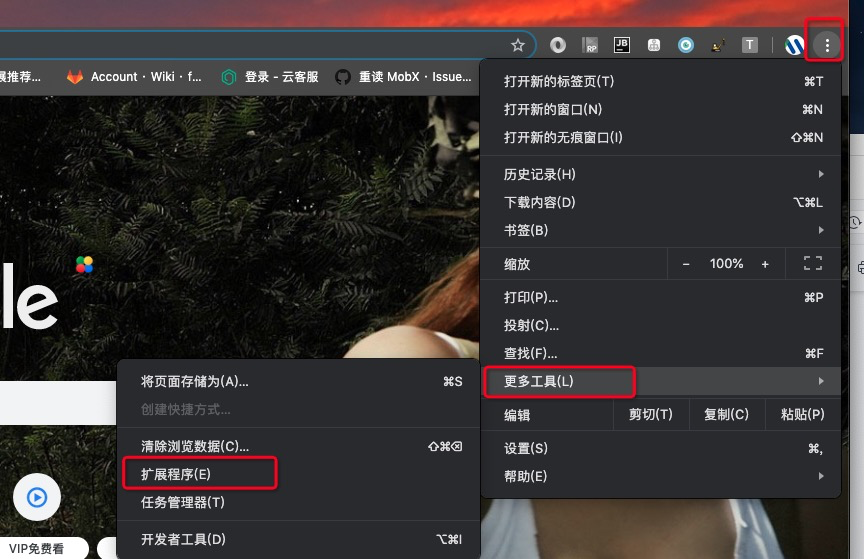 RP
JB
T
展推荐...
Account · Wiki · f...
登录 - 云客服
重读 MobX · Issue...
打开新的标签页(T) ⌘T
打开新的窗口(N) ⌘N
打开新的无痕窗口(I) ⇧⌘N
历史记录(H)
下载内容(D) ⌥⌘L
书签(B)
缩放 - 100% +
打印(P)... ⌘P
投射(C)...
查找(F)... ⌘F
更多工具(L)
编辑 剪切(T) 复制(C) 粘贴(P)
设置(S) ⌘,
帮助(E)
le
将页面存储为(A)... ⌘S
创建快捷方式...
清除浏览数据(C)... ⇧⌘⌫
扩展程序(E)
任务管理器(T)
开发者工具(D) ⌥⌘I
VIP免费看